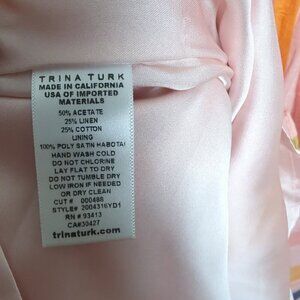 TRINA TURK
MADE IN CALIFORNIA
USA OF IMPORTED
MATERIALS
50% ACETATE
25% LINEN
25% COTTON
LINING
100% POLY SATIN HABOTAI
HAND WASH COLD
DO NOT CHLORINE
LAY FLAT TO DRY
DO NOT TUMBLE DRY
LOW IRON IF NEEDED
OR DRY CLEAN
CUT # 000488
STYLE# 2004316YD1
RN # 93413
CA#30427
trinaturk.com